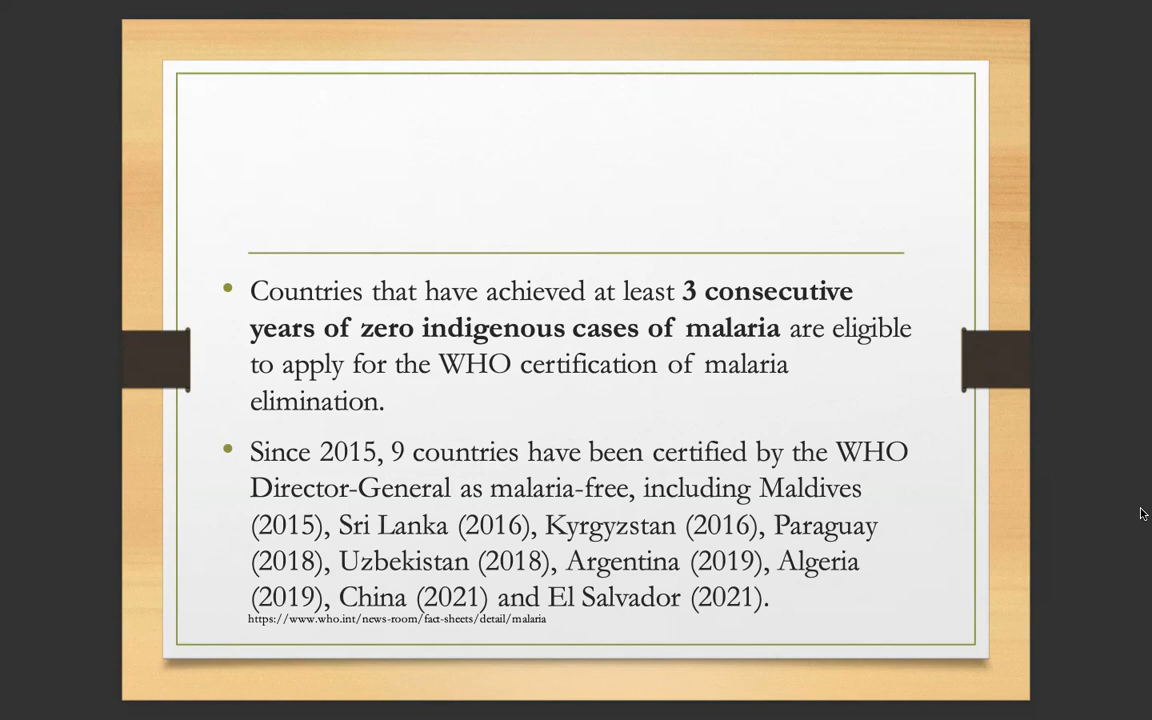 • Countries that have achieved at least 3 consecutive
years of zero indigenous cases of malaria are eligible
to apply for the WHO certification of malaria
elimination.
• Since 2015, 9 countries have been certified by the WHO
Director-General as malaria-free, including Maldives
(2015), Sri Lanka (2016), Kyrgyzstan (2016), Paraguay
(2018), Uzbekistan (2018), Argentina (2019), Algeria
(2019), China (2021) and El Salvador (2021).
https://www.who.int/news-room/fact-sheets/detail/malaria